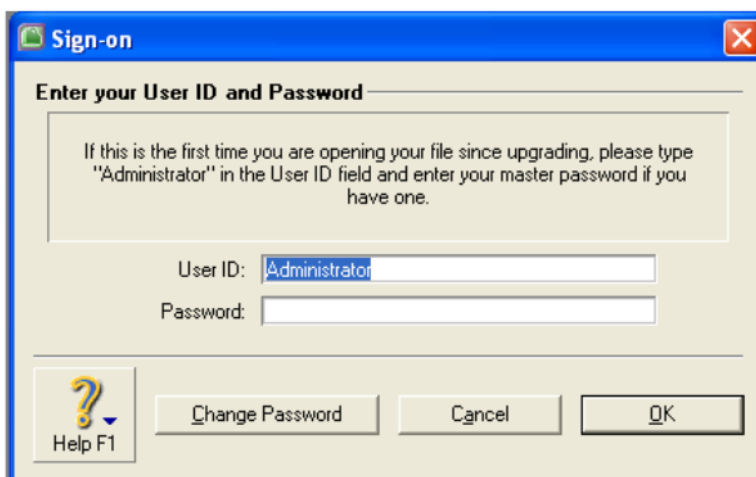 Sign-on
Enter your User ID and Password
If this is the first time you are opening your file since upgrading, please type
"Administrator" in the User ID field and enter your master password if you
have one.
User ID: Administrator
Password:
Help F1
Change Password
Cancel
OK